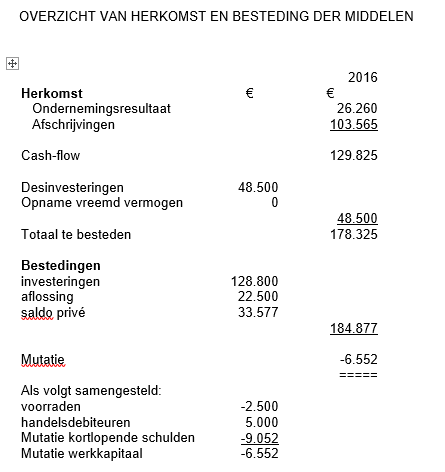 OVERZICHT VAN HERKOMST EN BESTEDING DER MIDDELEN
2016
Herkomst € €
Ondernemingsresultaat 26.260
Afschrijvingen 103.565
Cash-flow 129.825
Desinvesteringen 48.500
Opname vreemd vermogen 0
48.500
Totaal te besteden 178.325
Bestedingen
investeringen 128.800
aflossing 22.500
saldo privé 33.577
184.877
Mutatie -6.552
=====
Als volgt samengesteld:
voorraden -2.500
handelsdebiteuren 5.000
Mutatie kortlopende schulden -9.052
Mutatie werkkapitaal -6.552